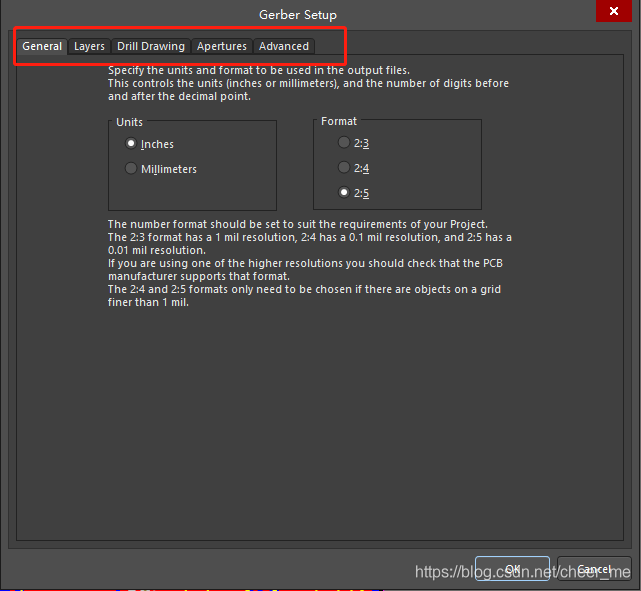 Gerber Setup
General Layers Drill Drawing Apertures Advanced
Specify the units and format to be used in the output files.
This controls the units (inches or millimeters), and the number of digits before
and after the decimal point.
Units
Inches
Millimeters
Format
2:3
2:4
2:5
The number format should be set to suit the requirements of your Project.
The 2:3 format has a 1 mil resolution, 2:4 has a 0.1 mil resolution, and 2:5 has a
0.01 mil resolution.
If you are using one of the higher resolutions you should check that the PCB
manufacturer supports that format.
The 2:4 and 2:5 formats only need to be chosen if there are objects on a grid
finer than 1 mil.
OK Cancel
https://blog.csdn.net/cheer_me